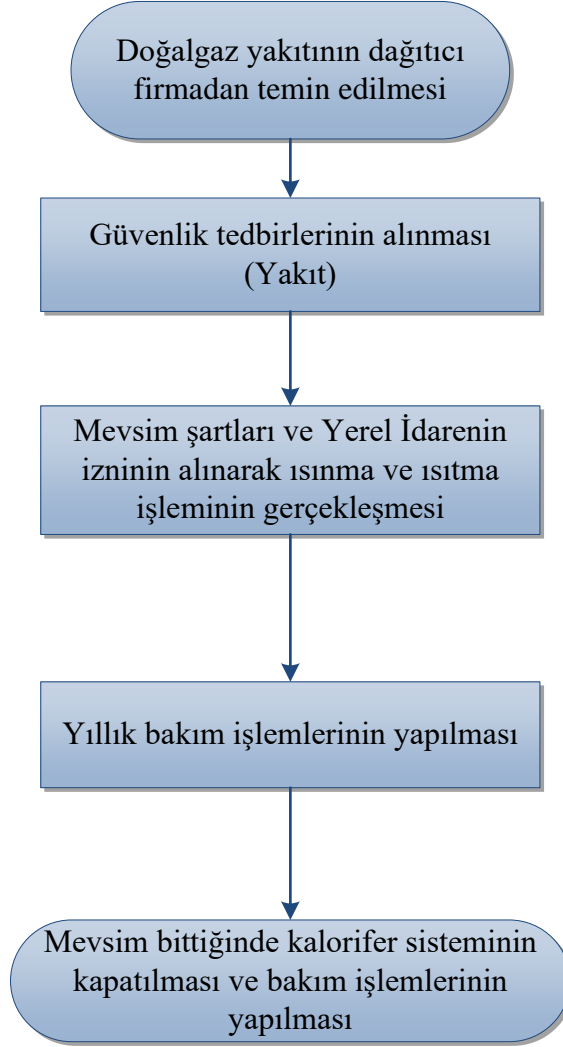 Doğalgaz yakıtının dağıtıcı
firmadan temin edilmesi
Güvenlik tedbirlerinin alınması
(Yakıt)
Mevsim şartları ve Yerel İdarenin
izninin alınarak ısınma ve ısıtma
işleminin gerçekleşmesi
Yıllık bakım işlemlerinin yapılması
Mevsim bittiğinde kalorifer sisteminin
kapatılması ve bakım işlemlerinin
yapılması